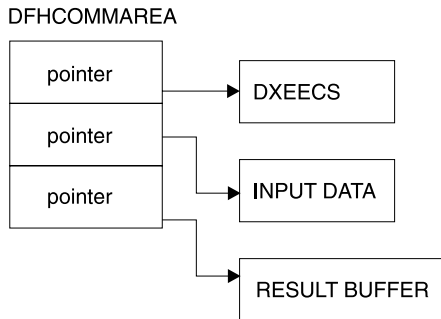 DFHCOMMAREA
pointer
DXEECS
pointer
INPUT DATA
pointer
RESULT BUFFER